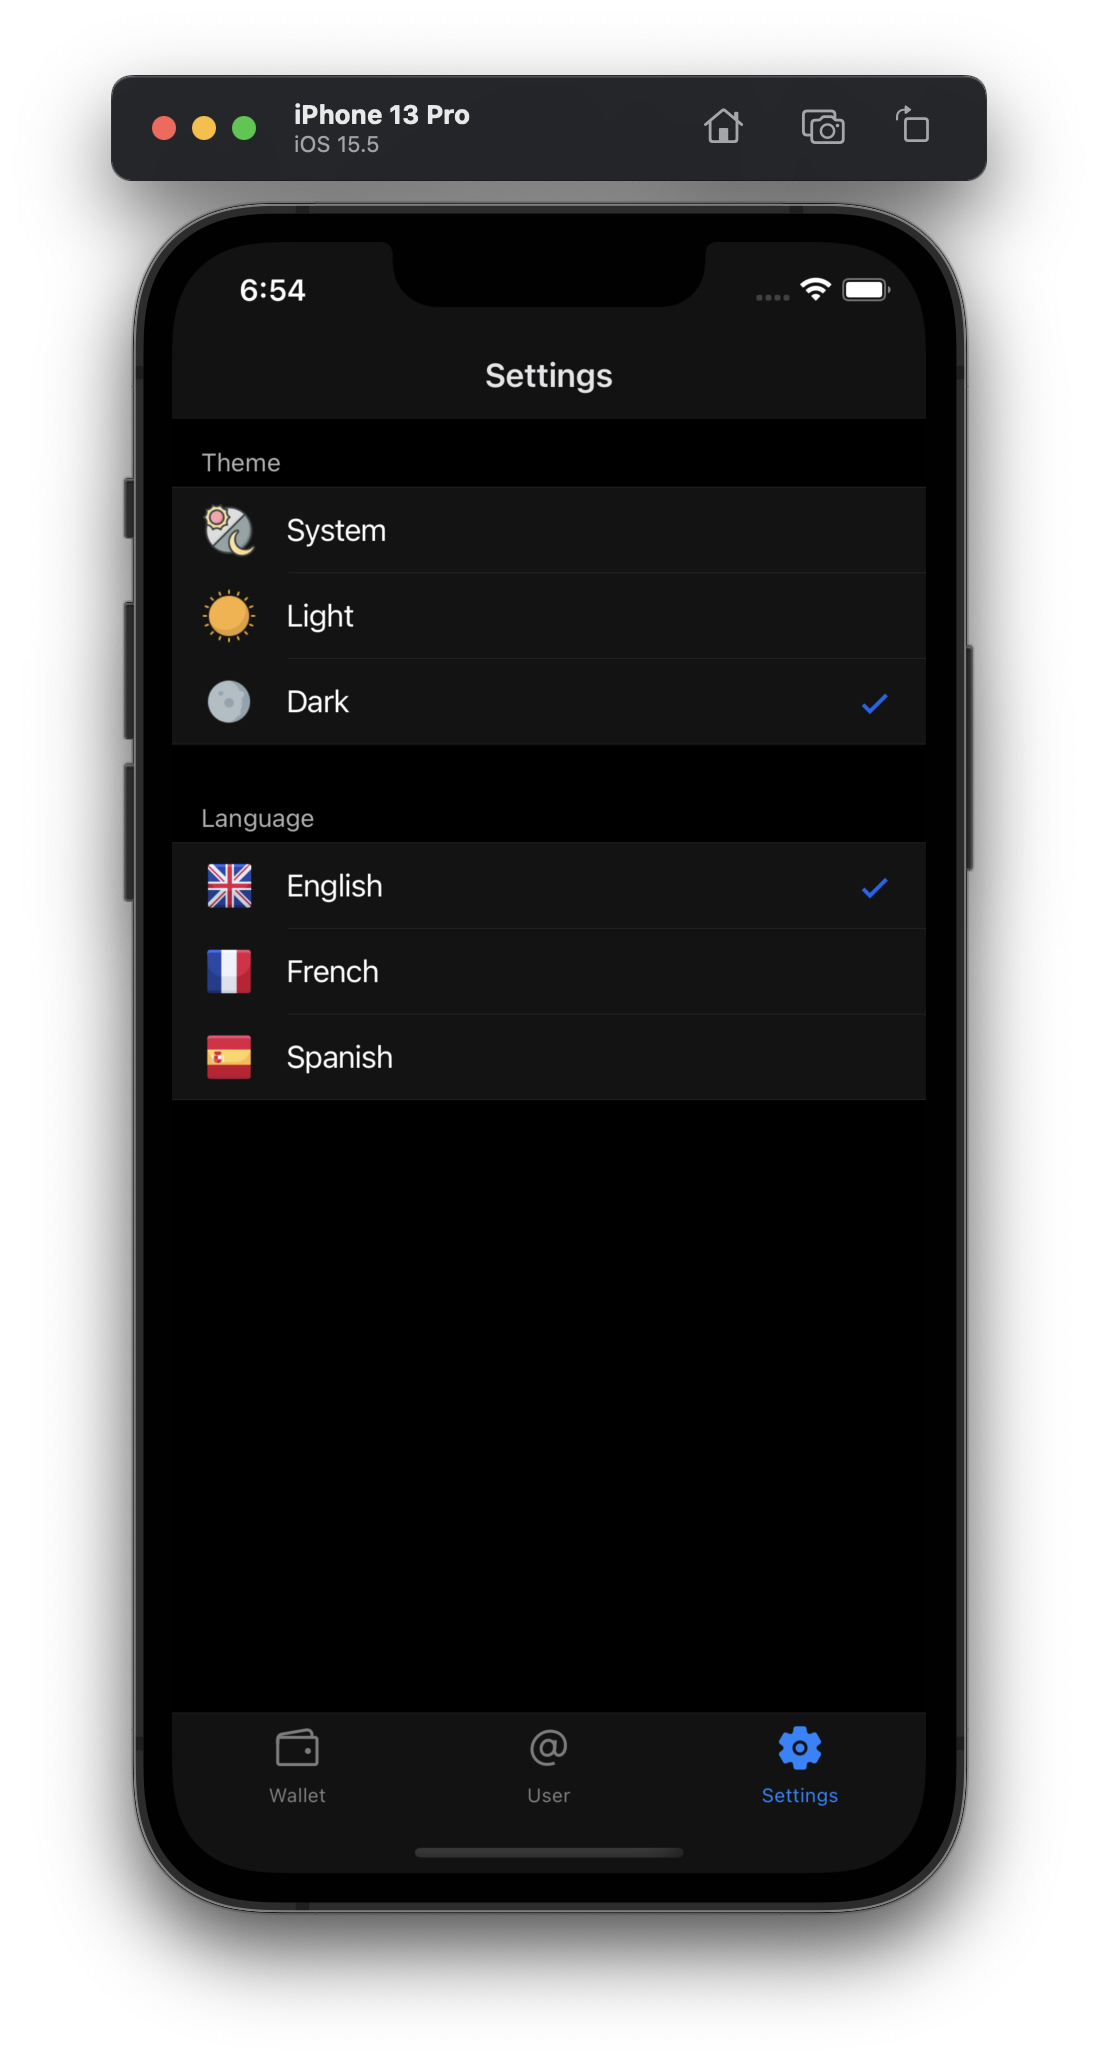 iPhone 13 Pro
iOS 15.5
6:54
Settings
Theme
System
Light
Dark
Language
English
French
Spanish
Wallet
@
User
Settings